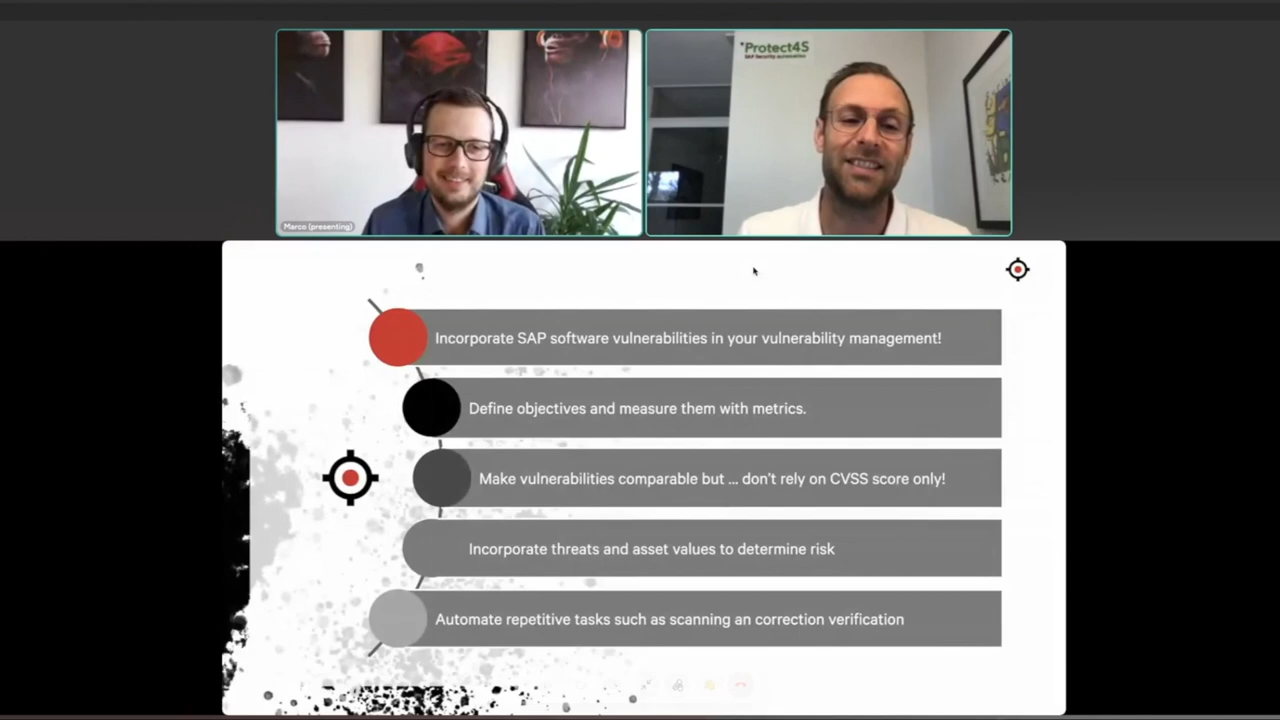 *Protect4S
SAP Security automation
Marco (presenting)
Incorporate SAP software vulnerabilities in your vulnerability management!
Define objectives and measure them with metrics.
Make vulnerabilities comparable but ... don't rely on CVSS score only!
Incorporate threats and asset values to determine risk
Automate repetitive tasks such as scanning an correction verification